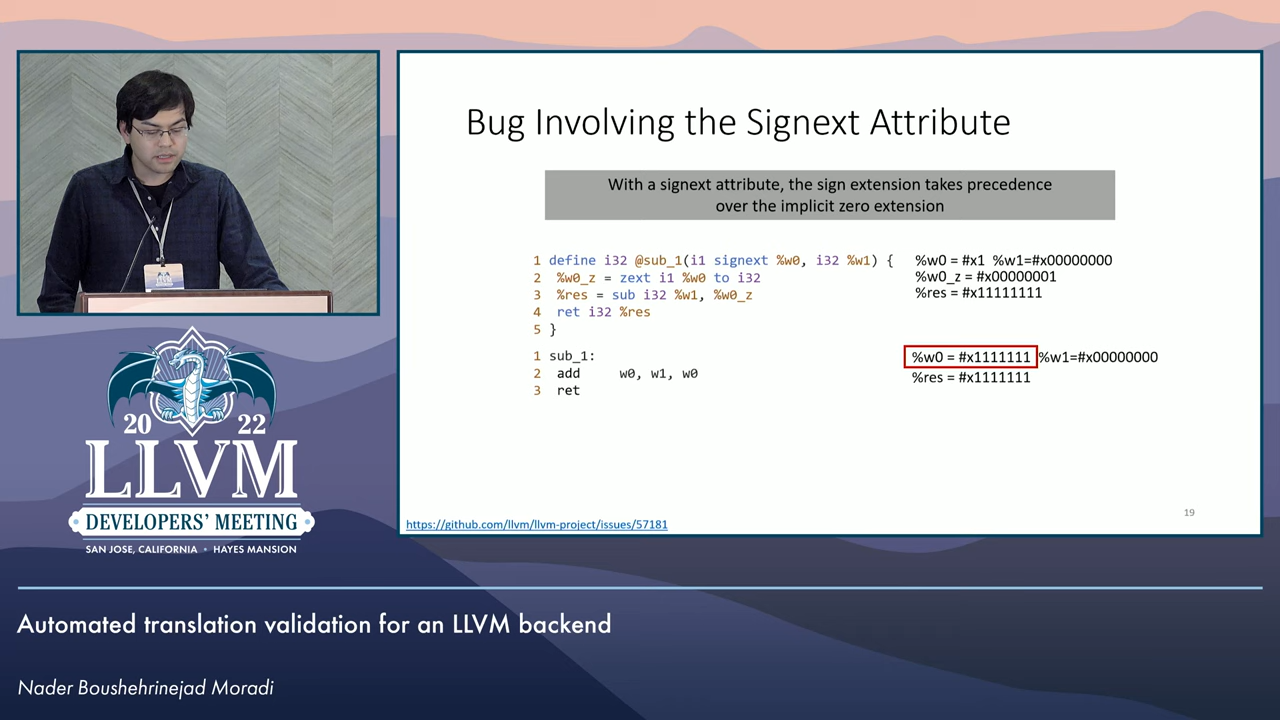 Bug Involving the Signext Attribute
With a signext attribute, the sign extension takes precedence
over the implicit zero extension
1 define i32 @sub_1(i1 signext %w0, i32 %w1) {
2 %w0_z = zext i1 %w0 to i32
3 %res = sub i32 %w1, %w0_z
4 ret i32 %res
5 }
%w0 = #x1 %w1=#x00000000
%w0_z = #x00000001
%res = #x11111111
1 sub_1:
2 add w0, w1, w0
3 ret
%w0 = #x1111111 %w1=#x00000000
%res = #x1111111
https://github.com/llvm/llvm-project/issues/57181
19
20 22
LLVM
DEVELOPERS' MEETING
SAN JOSE, CALIFORNIA • HAYES MANSION
Automated translation validation for an LLVM backend
Nader Boushehrinejad Moradi